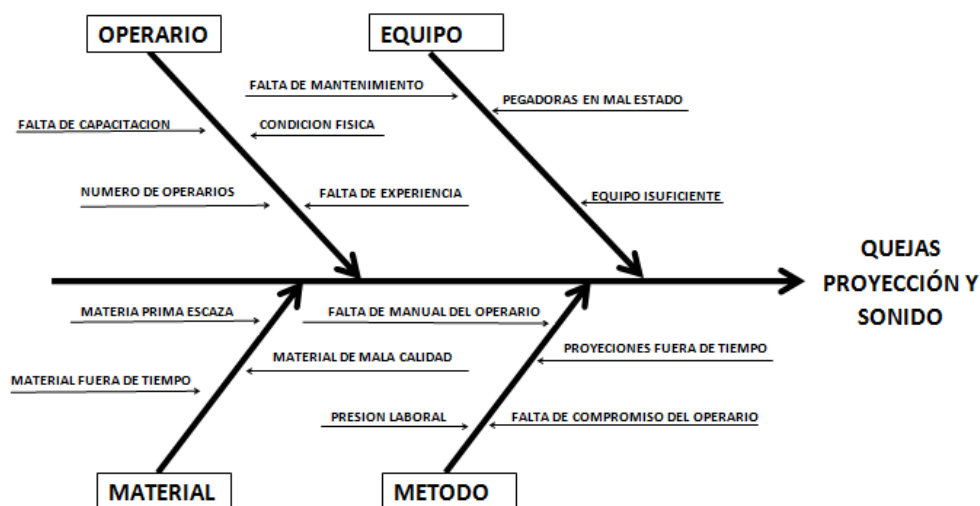 OPERARIO
EQUIPO
FALTA DE MANTENIMIENTO
PEGADORAS EN MAL ESTADO
FALTA DE CAPACITACION
CONDICION FISICA
NUMERO DE OPERARIOS
FALTA DE EXPERIENCIA
EQUIPO ISUFICIENTE
QUEJAS
PROYECCIÓN Y
SONIDO
MATERIA PRIMA ESCAZA
FALTA DE MANUAL DEL OPERARIO
MATERIAL DE MALA CALIDAD
PROYECIONES FUERA DE TIEMPO
MATERIAL FUERA DE TIEMPO
PRESION LABORAL
FALTA DE COMPROMISO DEL OPERARIO
MATERIAL
METODO